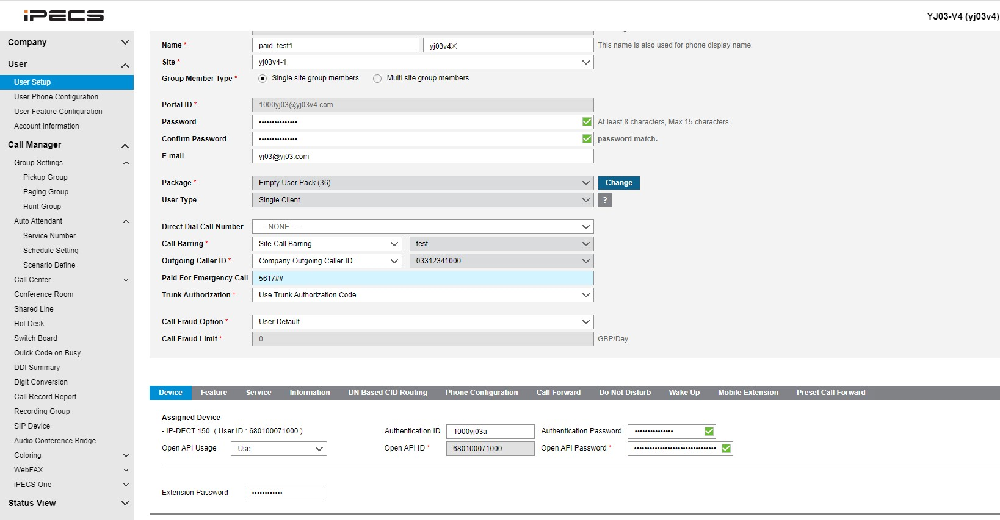 iPECS
YJ03-V4 (yj03v4)
Company
User
User Setup
User Phone Configuration
User Feature Configuration
Account Information
Call Manager
Group Settings
Pickup Group
Paging Group
Hunt Group
Auto Attendant
Service Number
Schedule Setting
Scenario Define
Call Center
Conference Room
Shared Line
Hot Desk
Switch Board
Quick Code on Busy
DDI Summary
Digit Conversion
Call Record Report
Recording Group
SIP Device
Audio Conference Bridge
Coloring
WebFAX
iPECS One
Status View
Name * paid_test1 yj03v4※ This name is also used for phone display name.
Site * yj03v4-1
Group Member Type * Single site group members Multi site group members
Portal ID * 1000yj03@yj03v4.com
Password ••••••••••••••• At least 8 characters, Max 15 characters.
Confirm Password ••••••••••••••• password match.
E-mail yj03@yj03.com
Package * Empty User Pack (36) Change
User Type Single Client ?
Direct Dial Call Number --- NONE ---
Call Barring * Site Call Barring test
Outgoing Caller ID * Company Outgoing Caller ID 03312341000
Paid For Emergency Call 5617##
Trunk Authorization * Use Trunk Authorization Code
Call Fraud Option * User Default
Call Fraud Limit * 0 GBP/Day
Device Feature Service Information DN Based CID Routing Phone Configuration Call Forward Do Not Disturb Wake Up Mobile Extension Preset Call Forward
Assigned Device
- IP-DECT 150 ( User ID : 680100071000 ) Authentication ID 1000yj03a Authentication Password •••••••••••••••
Open API Usage Use Open API ID * 680100071000 Open API Password * ••••••••••••••••••••••••••••••••
Extension Password ••••••••••••